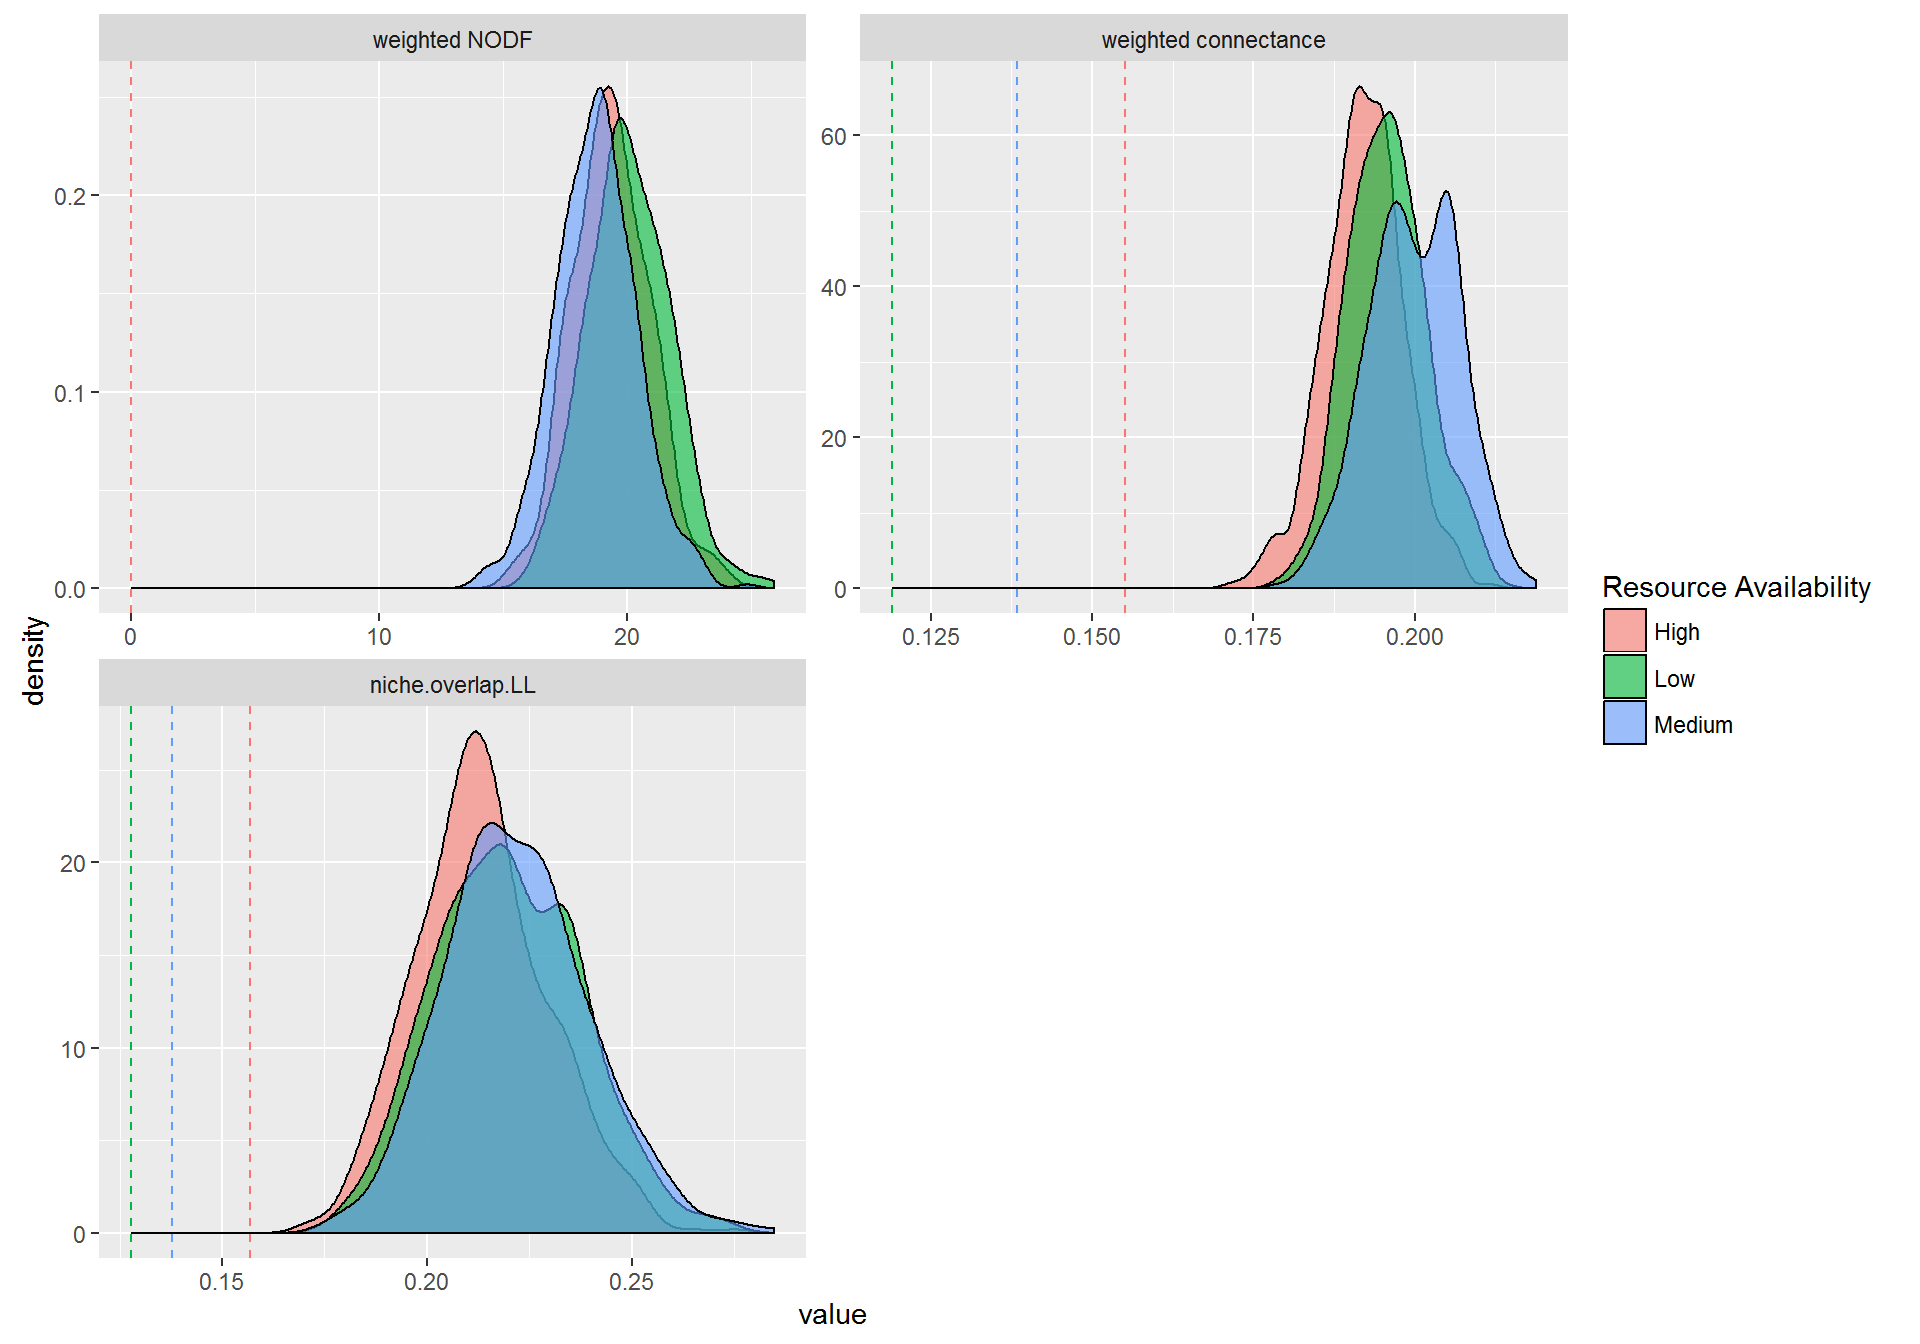 weighted NODF
weighted connectance
0.2
0.1
0.0
0
10
20
60
40
20
0
0.125
0.150
0.175
0.200
density
niche.overlap.LL
20
10
0
0.15
0.20
0.25
value
Resource Availability
High
Low
Medium